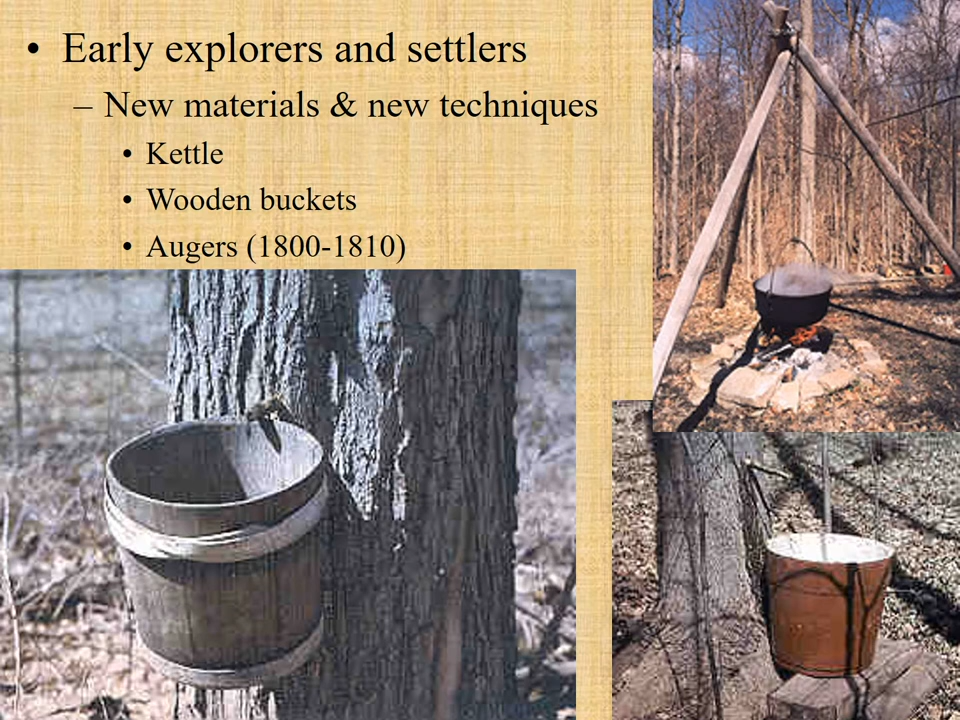 • Early explorers and settlers
– New materials & new techniques
• Kettle
• Wooden buckets
• Augers (1800-1810)